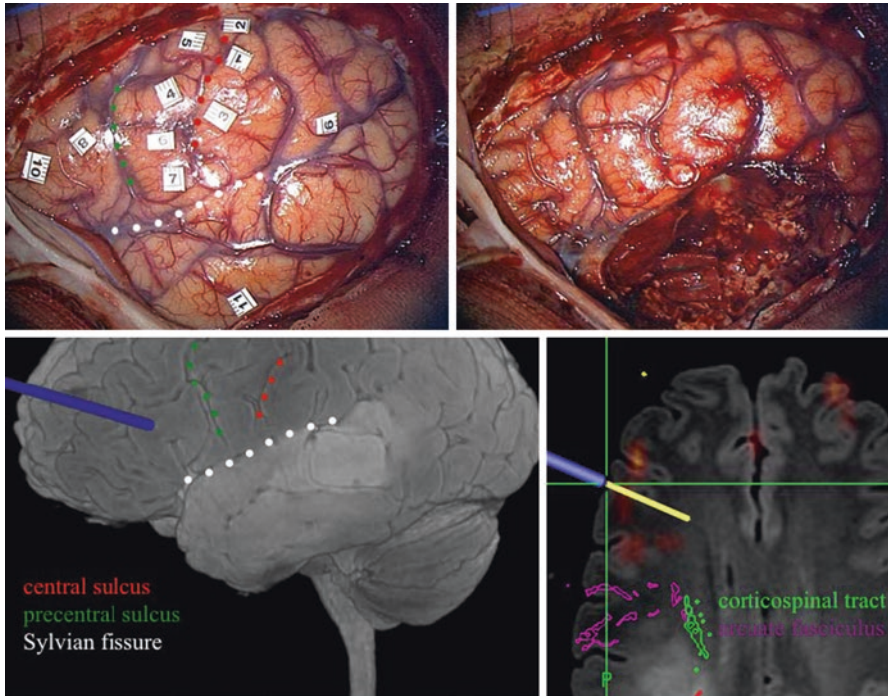 5
2
1
4
3
8
6
9
10
7
11
central sulcus
precentral sulcus
Sylvian fissure
corticospinal tract
arcuate fasciculus
P